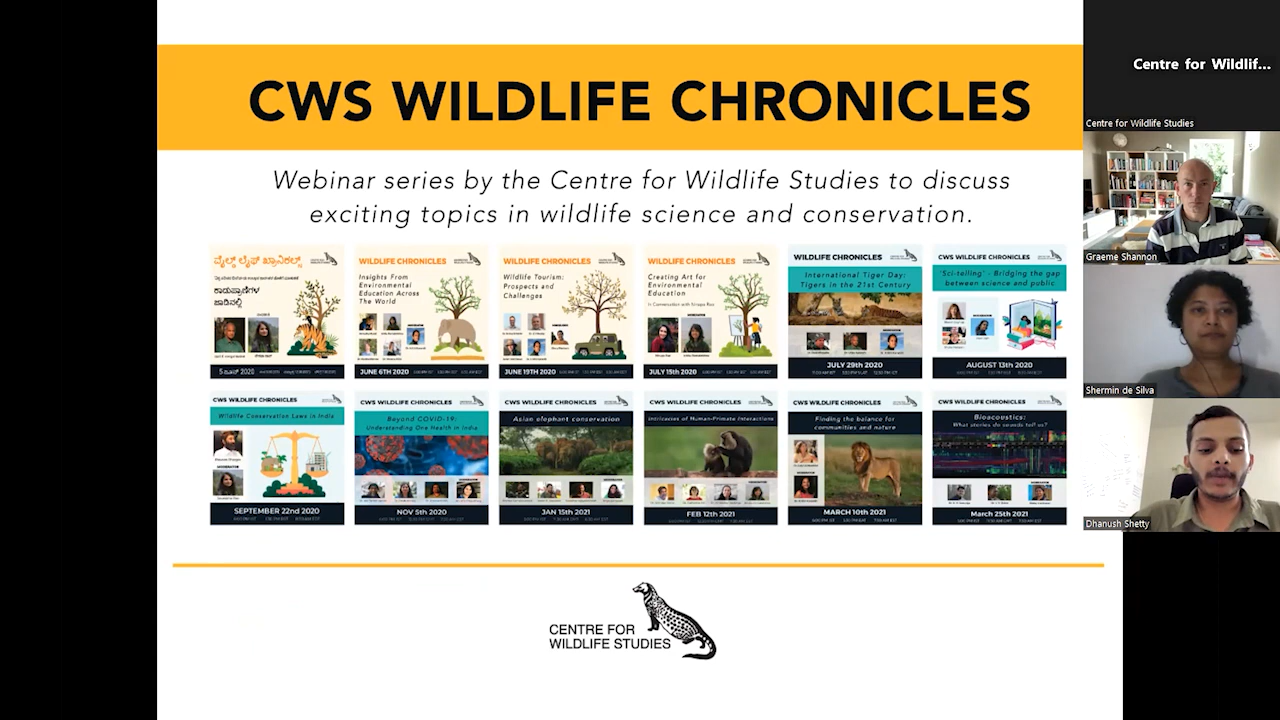 CWS WILDLIFE CHRONICLES
Webinar series by the Centre for Wildlife Studies to discuss
exciting topics in wildlife science and conservation.
ವೈಲ್ಡ್ ಲೈಫ್ ಕ್ರಾನಿಕಲ್ಸ್
ಕಾಡುಪ್ರಾಣಿಗಳ
ಜಾಡಿನಲ್ಲಿ
5 ಜೂನ್ 2020
WILDLIFE CHRONICLES
Insights From
Environmental
Education Across
The World
JUNE 6TH 2020
WILDLIFE CHRONICLES
Wildlife Tourism:
Prospects and
Challenges
JUNE 19TH 2020
WILDLIFE CHRONICLES
Creating Art for
Environmental
Education
JULY 15th 2020
WILDLIFE CHRONICLES
International Tiger Day:
Tigers in the 21st Century
JULY 29th 2020
CWS WILDLIFE CHRONICLES
'Sci-telling' - Bridging the gap
between science and public
AUGUST 13th 2020
CWS WILDLIFE CHRONICLES
Wildlife Conservation Laws in India
SEPTEMBER 22nd 2020
CWS WILDLIFE CHRONICLES
Beyond COVID-19:
Understanding One Health in India
NOV 5th 2020
CWS WILDLIFE CHRONICLES
Asian elephant conservation
JAN 15th 2021
CWS WILDLIFE CHRONICLES
Intricacies of Human-Primate Interactions
FEB 12th 2021
CWS WILDLIFE CHRONICLES
Finding the balance for
communities and nature
MARCH 10th 2021
CWS WILDLIFE CHRONICLES
Bioacoustics:
What stories do sounds tell us?
March 25th 2021
CENTRE FOR
WILDLIFE STUDIES
Centre for Wildlif...
Centre for Wildlife Studies
Graeme Shannon
Shermin de Silva
Dhanush Shetty